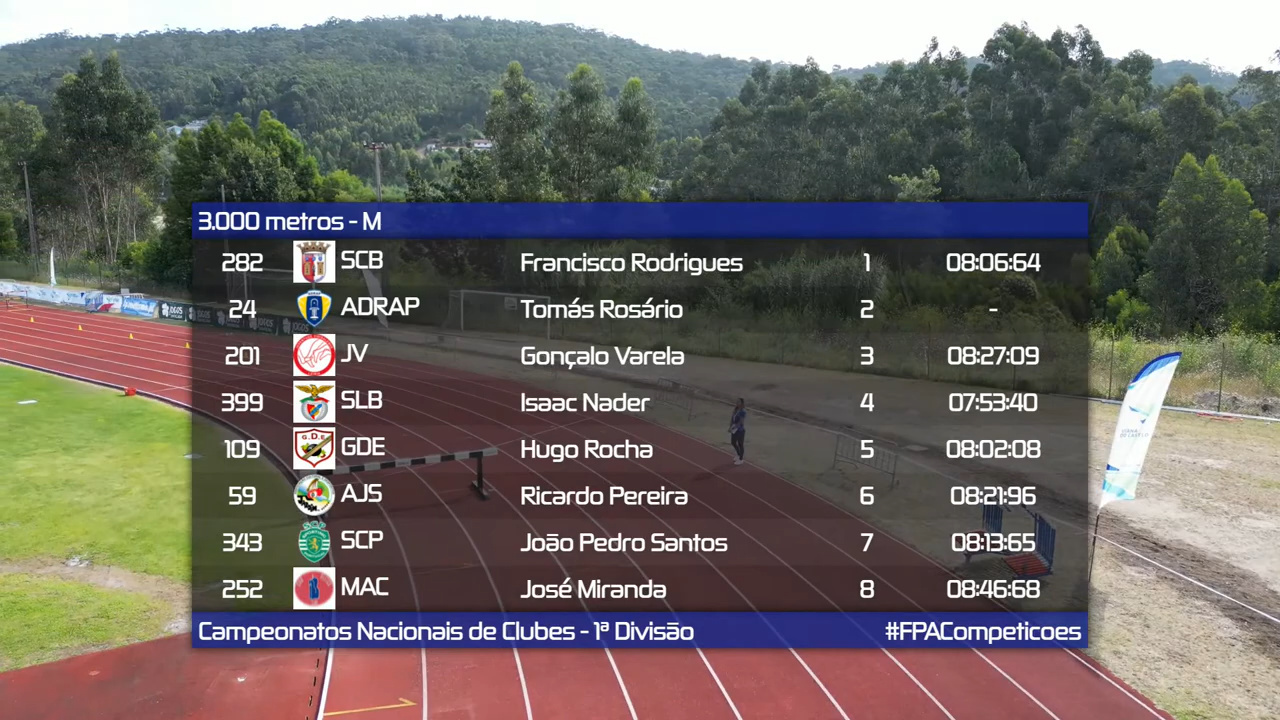 3.000 metros - M
282 SCB Francisco Rodrigues 1 08:06:64
24 ADRAP Tomás Rosário 2 -
201 JV Gonçalo Varela 3 08:27:09
399 SLB Isaac Nader 4 07:53:40
109 GDE Hugo Rocha 5 08:02:08
59 AJS Ricardo Pereira 6 08:21:96
343 SCP João Pedro Santos 7 08:13:65
252 MAC José Miranda 8 08:46:68
Campeonatos Nacionais de Clubes - 1ª Divisão #FPACompeticoes